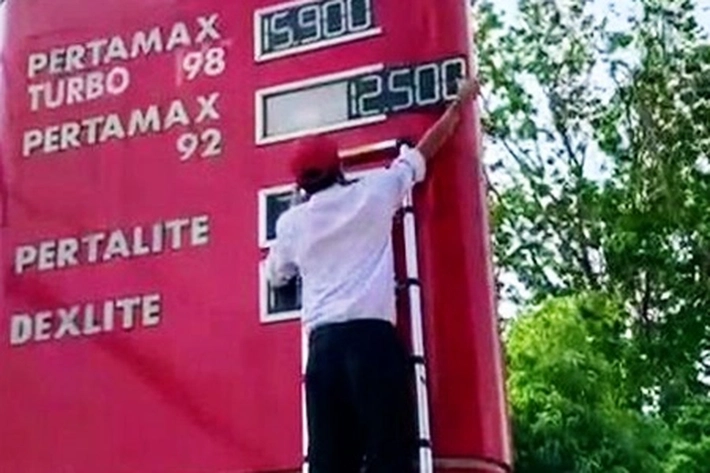 PERTAMAX 15.900
TURBO 98
PERTAMAX 12.500
92
PERTALITE
DEXLITE